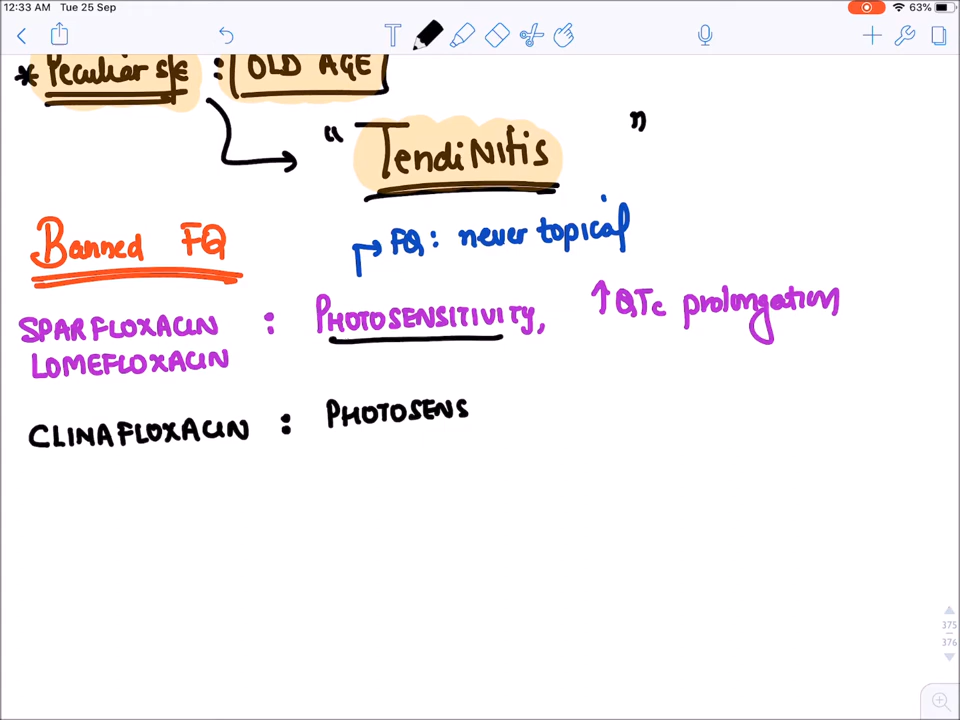 12:33 AM Tue 25 Sep 63%
T
* Peculiar s/e : OLD AGE
" TendiNitis "
Banned FQ
FQ : never topical
SPARFLOXACIN : PHOTOSENSITIVITY, ↑QTc prolongation
LOMEFLOXACIN
CLINAFLOXACIN : PHOTOSENS
375
376